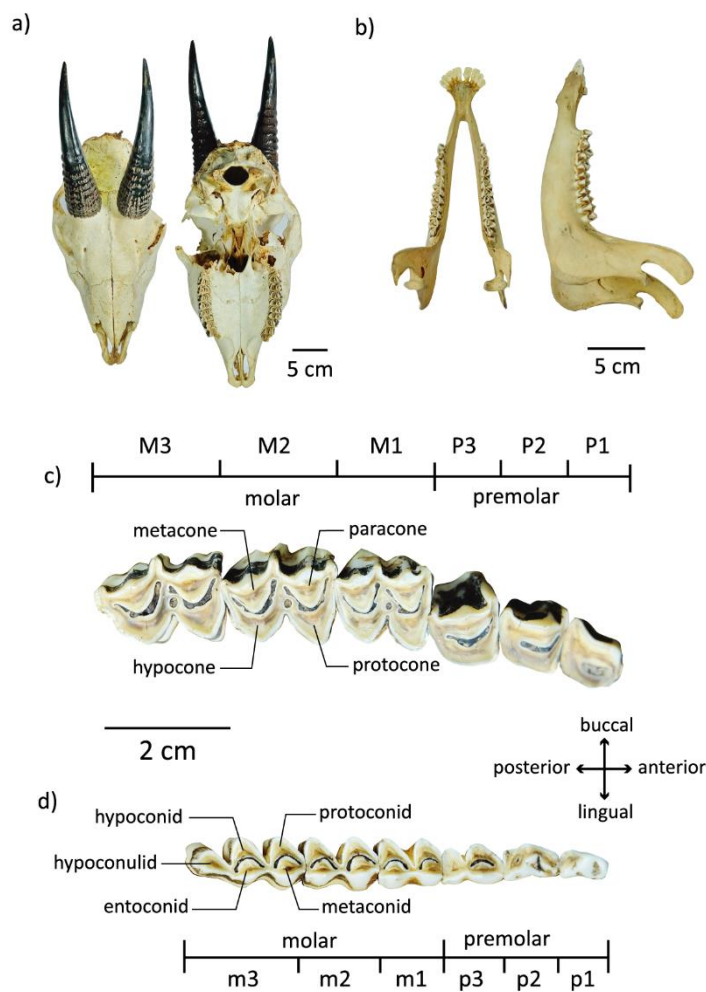 a)
b)
5 cm
5 cm
M3 M2 M1 P3 P2 P1
c)
molar premolar
metacone paracone
hypocone protocone
2 cm
buccal
posterior anterior
lingual
d)
hypoconid protoconid
hypoconulid
entoconid metaconid
molar premolar
m3 m2 m1 p3 p2 p1